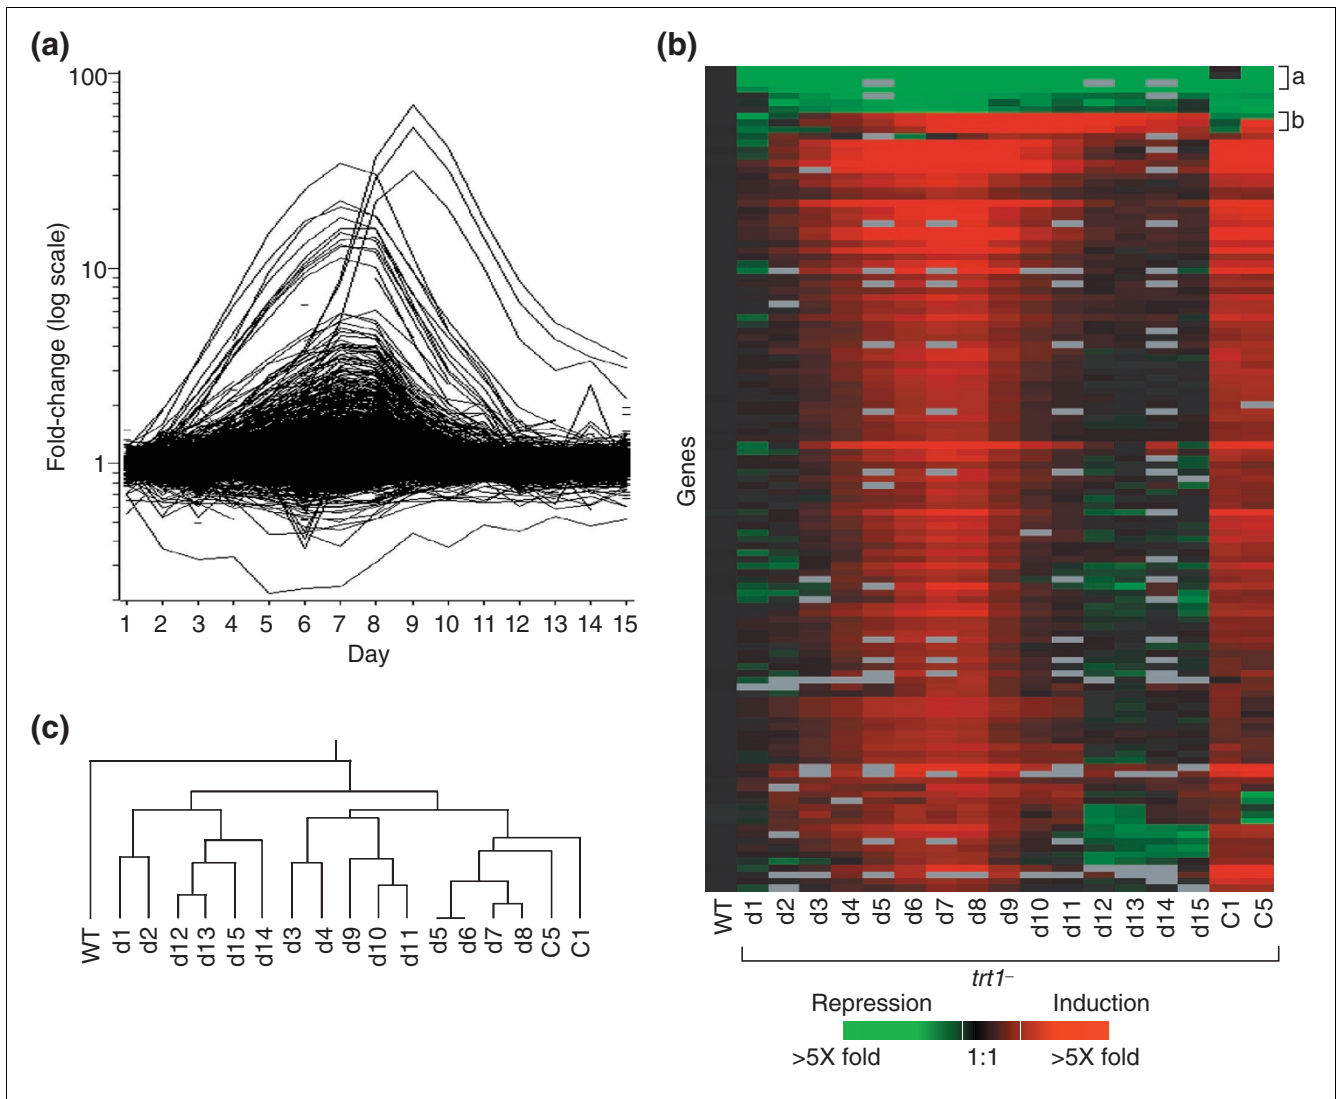 (a)
100
10
1
Fold-change (log scale)
1 2 3 4 5 6 7 8 9 10 11 12 13 14 15
Day
(b)
a
b
Genes
WT d1 d2 d3 d4 d5 d6 d7 d8 d9 d10 d11 d12 d13 d14 d15 C1 C5
trt1–
Repression Induction
>5X fold 1:1 >5X fold
(c)
WT d1 d2 d12 d13 d15 d14 d3 d4 d9 d10 d11 d5 d6 d7 d8 C5 C1